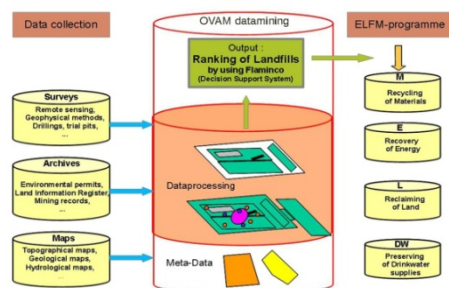 Data collection
OVAM datamining
ELFM-programme
Output :
Ranking of Landfills
by using Flaminco
(Decision Support System)
Surveys
Remote sensing,
Geophysical methods,
Drillings, trial pits,
...
Archives
Environmental permits,
Land Information Register,
Mining records,
...
Maps
Topographical maps,
Geological maps,
Hydrological maps,
...
Dataprocessing
Meta-Data
M
Recycling
of Materials
E
Recovery
of Energy
L
Reclaiming
of Land
DW
Preserving
of Drinkwater
supplies